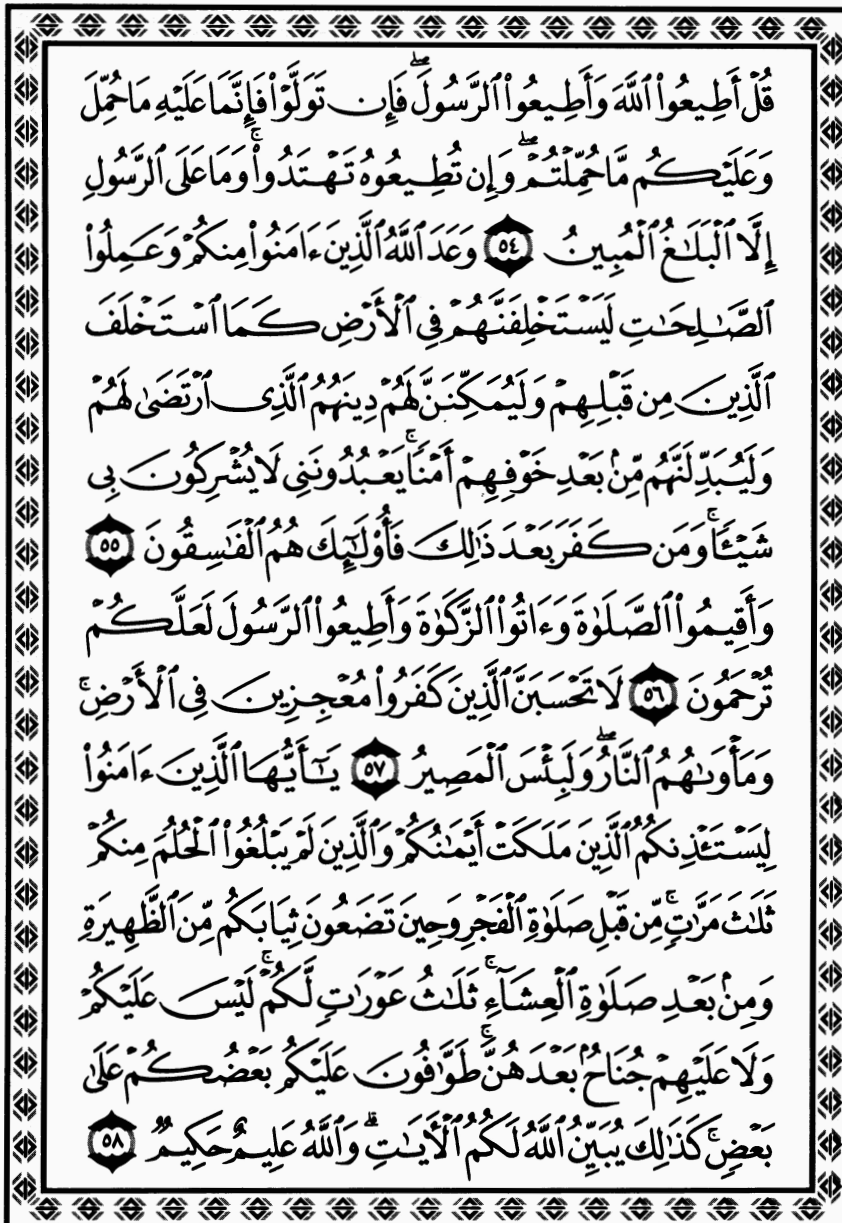 قُلْ أَطِيعُوا۟ ٱللَّهَ وَأَطِيعُوا۟ ٱلرَّسُولَۖ فَإِن تَوَلَّوْا۟ فَإِنَّمَا عَلَيْهِ مَا حُمِّلَ
وَعَلَيْكُم مَّا حُمِّلْتُمْۖ وَإِن تُطِيعُوهُ تَهْتَدُوا۟ۚ وَمَا عَلَى ٱلرَّسُولِ
إِلَّا ٱلْبَلَٰغُ ٱلْمُبِينُ ٥٤ وَعَدَ ٱللَّهُ ٱلَّذِينَ ءَامَنُوا۟ مِنكُمْ وَعَمِلُوا۟
ٱلصَّٰلِحَٰتِ لَيَسْتَخْلِفَنَّهُمْ فِى ٱلْأَرْضِ كَمَا ٱسْتَخْلَفَ
ٱلَّذِينَ مِن قَبْلِهِمْ وَلَيُمَكِّنَنَّ لَهُمْ دِينَهُمُ ٱلَّذِى ٱرْتَضَىٰ لَهُمْ
وَلَيُبَدِّلَنَّهُم مِّنۢ بَعْدِ خَوْفِهِمْ أَمْنًاۚ يَعْبُدُونَنِى لَا يُشْرِكُونَ بِى
شَيْـًٔاۚ وَمَن كَفَرَ بَعْدَ ذَٰلِكَ فَأُو۟لَٰٓئِكَ هُمُ ٱلْفَٰسِقُونَ ٥٥
وَأَقِيمُوا۟ ٱلصَّلَوٰةَ وَءَاتُوا۟ ٱلزَّكَوٰةَ وَأَطِيعُوا۟ ٱلرَّسُولَ لَعَلَّكُمْ
تُرْحَمُونَ ٥٦ لَا تَحْسَبَنَّ ٱلَّذِينَ كَفَرُوا۟ مُعْجِزِينَ فِى ٱلْأَرْضِۚ
وَمَأْوَىٰهُمُ ٱلنَّارُۖ وَلَبِئْسَ ٱلْمَصِيرُ ٥٧ يَٰٓأَيُّهَا ٱلَّذِينَ ءَامَنُوا۟
لِيَسْتَـْٔذِنكُمُ ٱلَّذِينَ مَلَكَتْ أَيْمَٰنُكُمْ وَٱلَّذِينَ لَمْ يَبْلُغُوا۟ ٱلْحُلُمَ مِنكُمْ
ثَلَٰثَ مَرَّٰتٍۚ مِّن قَبْلِ صَلَوٰةِ ٱلْفَجْرِ وَحِينَ تَضَعُونَ ثِيَابَكُم مِّنَ ٱلظَّهِيرَةِ
وَمِنۢ بَعْدِ صَلَوٰةِ ٱلْعِشَآءِۚ ثَلَٰثُ عَوْرَٰتٍ لَّكُمْۚ لَيْسَ عَلَيْكُمْ
وَلَا عَلَيْهِمْ جُنَاحٌۢ بَعْدَهُنَّۚ طَوَّٰفُونَ عَلَيْكُم بَعْضُكُمْ عَلَىٰ
بَعْضٍۚ كَذَٰلِكَ يُبَيِّنُ ٱللَّهُ لَكُمُ ٱلْـَٔايَٰتِۗ وَٱللَّهُ عَلِيمٌ حَكِيمٌ ٥٨